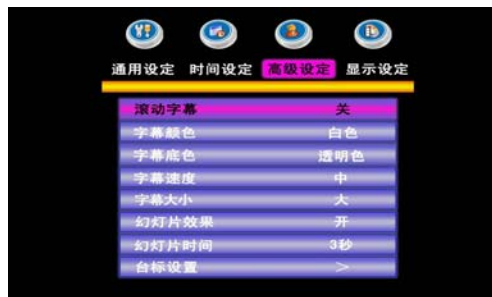 通用设定 时间设定 高级设定 显示设定
滚动字幕 关
字幕颜色 白色
字幕底色 透明色
字幕速度 中
字幕大小 大
幻灯片效果 开
幻灯片时间 3秒
台标设置 >